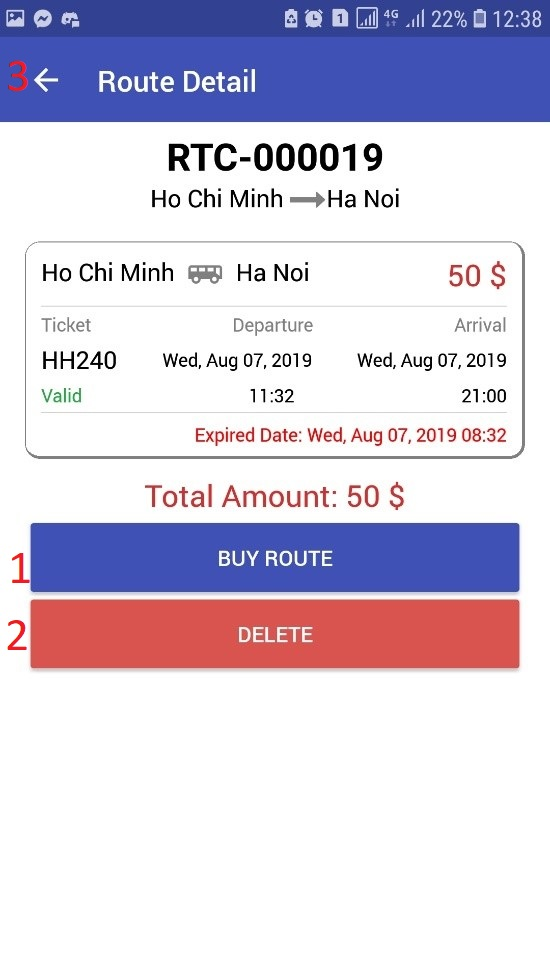 4G 22% 12:38
3 Route Detail
RTC-000019
Ho Chi Minh Ha Noi
Ho Chi Minh Ha Noi 50 $
Ticket Departure Arrival
HH240 Wed, Aug 07, 2019 Wed, Aug 07, 2019
Valid 11:32 21:00
Expired Date: Wed, Aug 07, 2019 08:32
Total Amount: 50 $
1 BUY ROUTE
2 DELETE